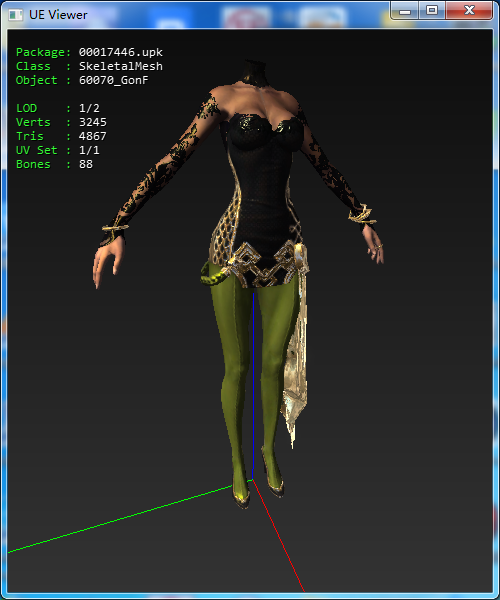 UE Viewer
Package: 00017446.upk
Class : SkeletalMesh
Object : 60070_GonF
LOD : 1/2
Verts : 3245
Tris : 4867
UV Set : 1/1
Bones : 88